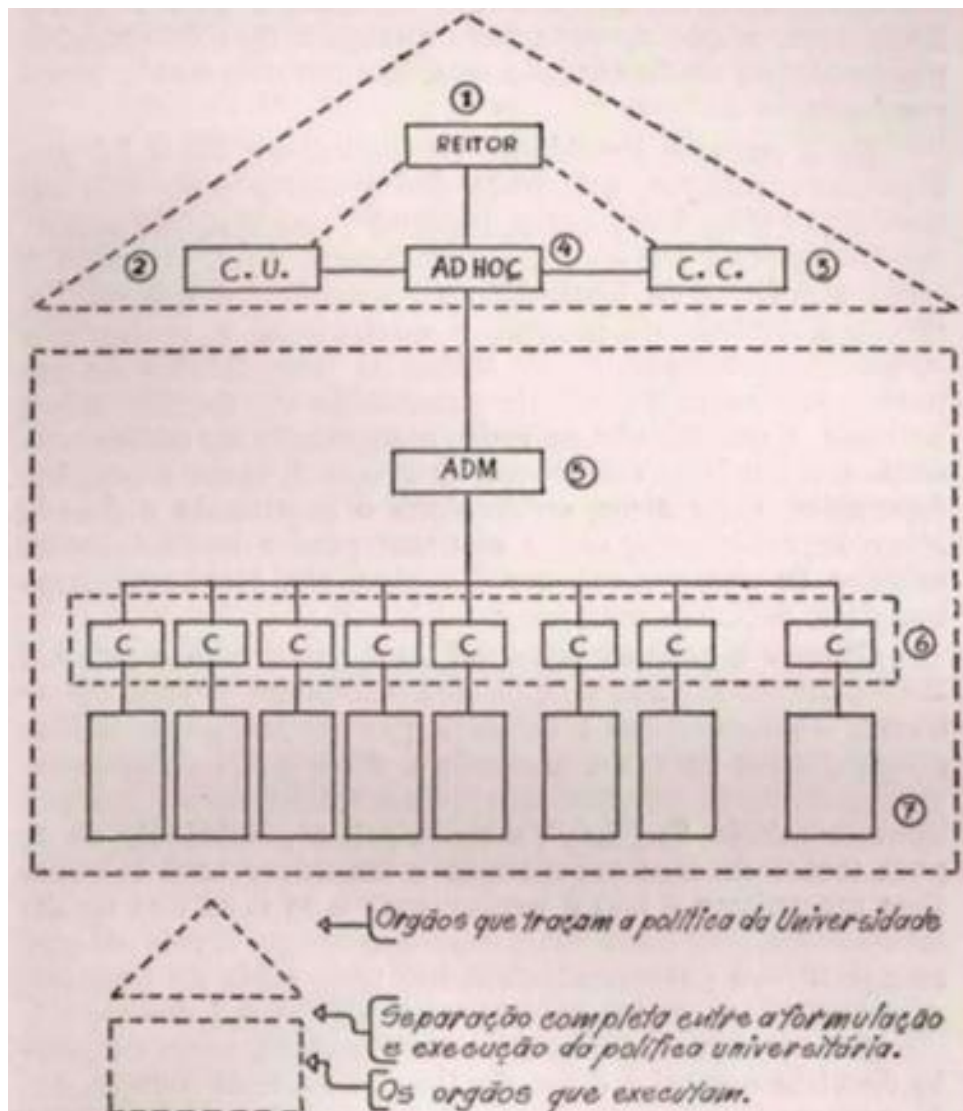 ①
REITOR
② C. U. AD HOC ④ C. C. ③
ADM ⑤
C C C C C C C C ⑥
⑦
Orgãos que traçam a política da Universidade
Separação completa entre a formulação
e execução da política universitária.
Os orgãos que executam.